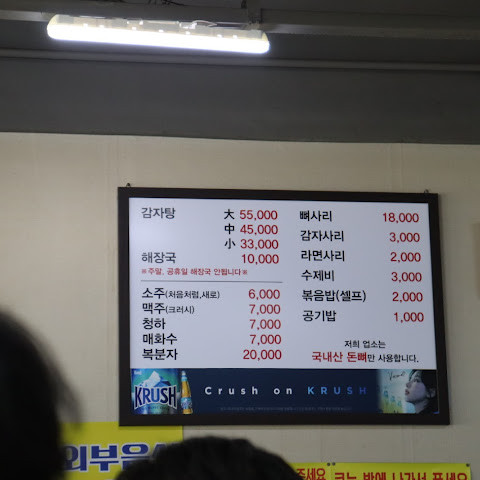 감자탕 大 55,000
中 45,000
小 33,000
해장국 10,000
※주말, 공휴일 해장국 안됩니다※
소주(처음처럼,새로) 6,000
맥주(크러시) 7,000
청하 7,000
매화수 7,000
복분자 20,000
뼈사리 18,000
감자사리 3,000
라면사리 2,000
수제비 3,000
볶음밥(셀프) 2,000
공기밥 1,000
저희 업소는
국내산 돈뼈만 사용합니다.
KRUSH
Crush on KRUSH
외부음
주세요